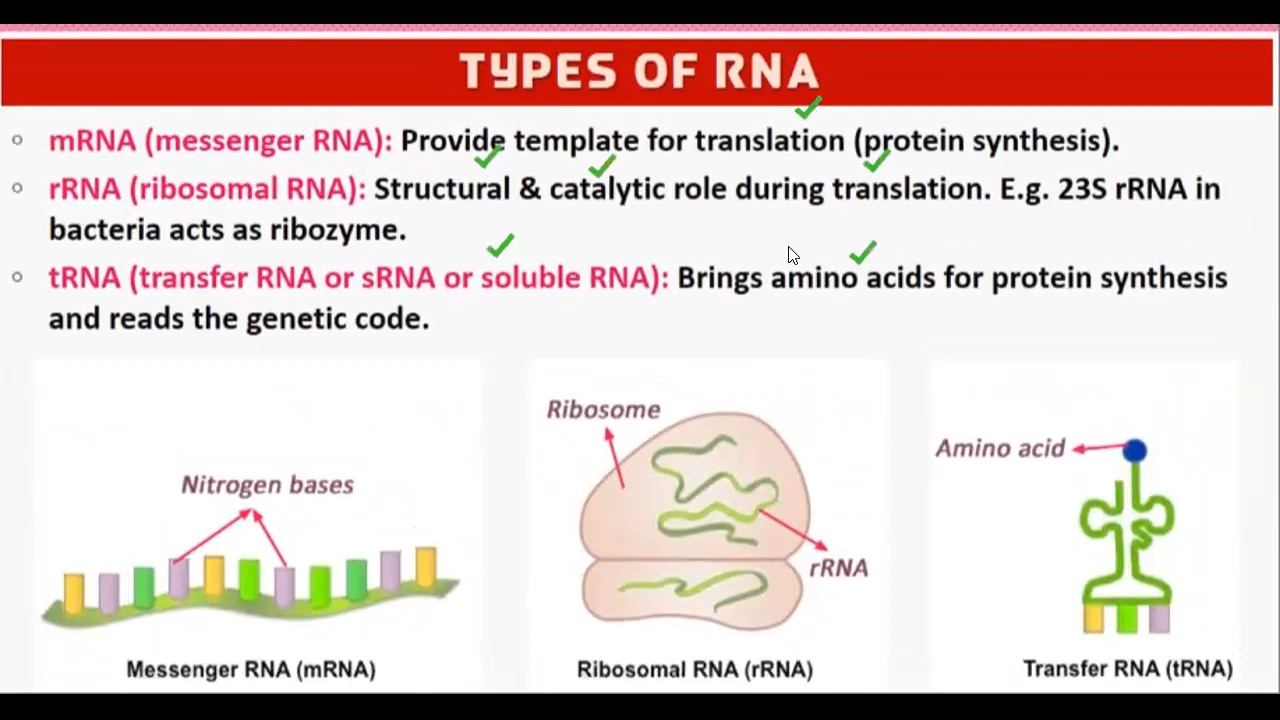 TYPES OF RNA
mRNA (messenger RNA): Provide template for translation (protein synthesis).
rRNA (ribosomal RNA): Structural & catalytic role during translation. E.g. 23S rRNA in
bacteria acts as ribozyme.
tRNA (transfer RNA or sRNA or soluble RNA): Brings amino acids for protein synthesis
and reads the genetic code.
Nitrogen bases
Messenger RNA (mRNA)
Ribosome
rRNA
Ribosomal RNA (rRNA)
Amino acid
Transfer RNA (tRNA)